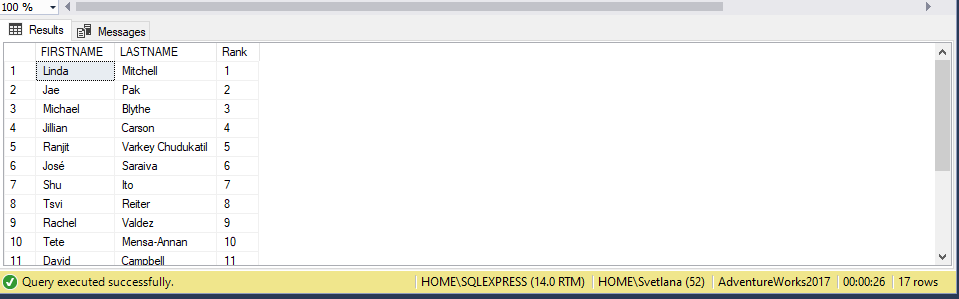 100 %
Results Messages
FIRSTNAME LASTNAME Rank
1 Linda Mitchell 1
2 Jae Pak 2
3 Michael Blythe 3
4 Jillian Carson 4
5 Ranjit Varkey Chudukatil 5
6 José Saraiva 6
7 Shu Ito 7
8 Tsvi Reiter 8
9 Rachel Valdez 9
10 Tete Mensa-Annan 10
11 David Campbell 11
Query executed successfully. HOME\SQLEXPRESS (14.0 RTM) HOME\Svetlana (52) AdventureWorks2017 00:00:26 17 rows